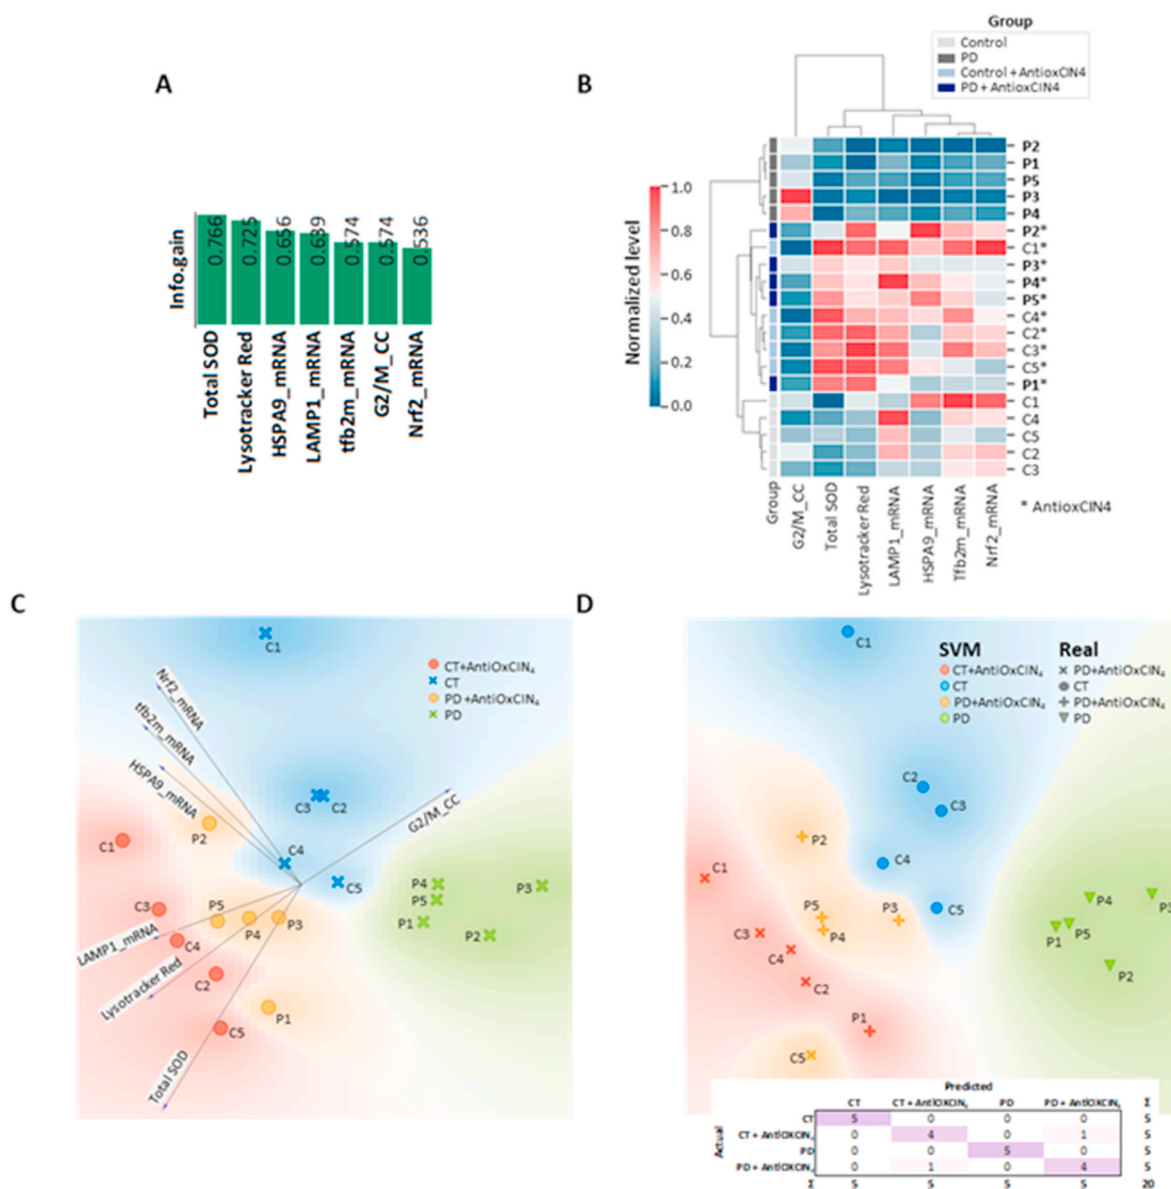 A
Info.gain
0.766
0.725
0.656
0.639
0.574
0.574
0.536
Total SOD
Lysotracker Red
HSPA9_mRNA
LAMP1_mRNA
tfb2m_mRNA
G2/M_CC
Nrf2_mRNA
B
Group
Control
PD
Control + AntioxCIN4
PD + AntioxCIN4
Normalized level
1.0
0.8
0.6
0.4
0.2
0.0
P2
P1
P5
P3
P4
P2*
C1*
P3*
P4*
P5*
C4*
C2*
C3*
C5*
P1*
C1
C4
C5
C2
C3
Group
G2/M_CC
Total SOD
Lysotracker Red
LAMP1_mRNA
HSPA9_mRNA
Tfb2m_mRNA
Nrf2_mRNA
* AntioxCIN4
C
C1
CT+AntiOxCIN₄
CT
PD+AntiOxCIN₄
PD
Nrf2_mRNA
tfb2m_mRNA
HSPA9_mRNA
G2/M_CC
C3
C2
P2
C1
C4
C5
P4
P5
P3
P1
P2
C3
P5
P4
P3
LAMP1_mRNA
C4
Lysotracker Red
C2
P1
C5
Total SOD
D
C1
SVM
CT+AntiOxCIN₄
CT
PD+AntiOxCIN₄
PD
Real
PD+AntiOxCIN₄
CT
PD+AntiOxCIN₄
PD
C2
C3
P2
C4
C1
C5
P5
P4
P3
P4
P3
P1
P5
P2
C3
C4
C2
P1
C5
Predicted
CT CT + AntiOXCIN₄ PD PD + AntiOXCIN₄ Σ
Actual
CT 5 0 0 0 5
CT + AntiOXCIN₄ 0 4 0 1 5
PD 0 0 5 0 5
PD + AntiOXCIN₄ 0 1 0 4 5
Σ 5 5 5 5 20